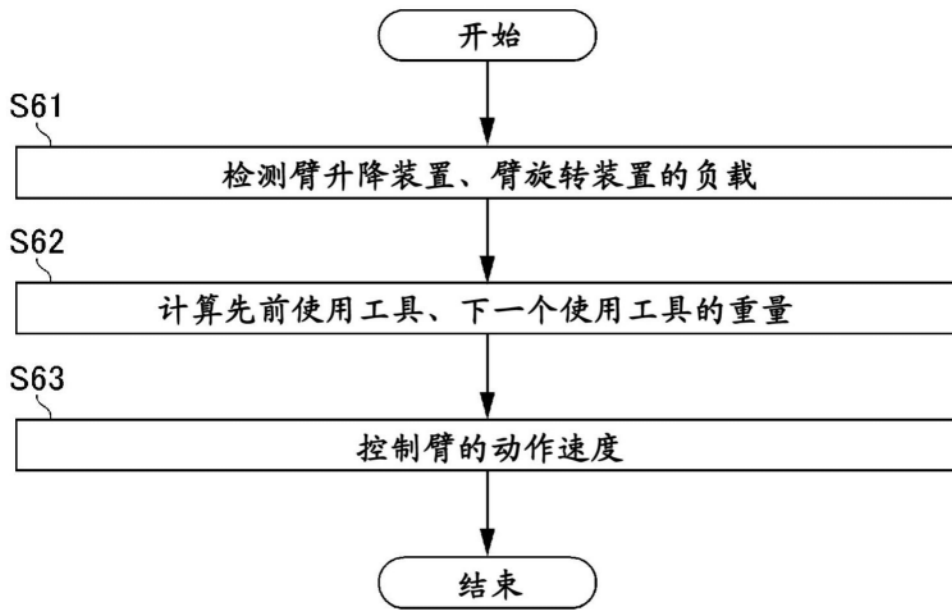 开始
S61
检测臂升降装置、臂旋转装置的负载
S62
计算先前使用工具、下一个使用工具的重量
S63
控制臂的动作速度
结束